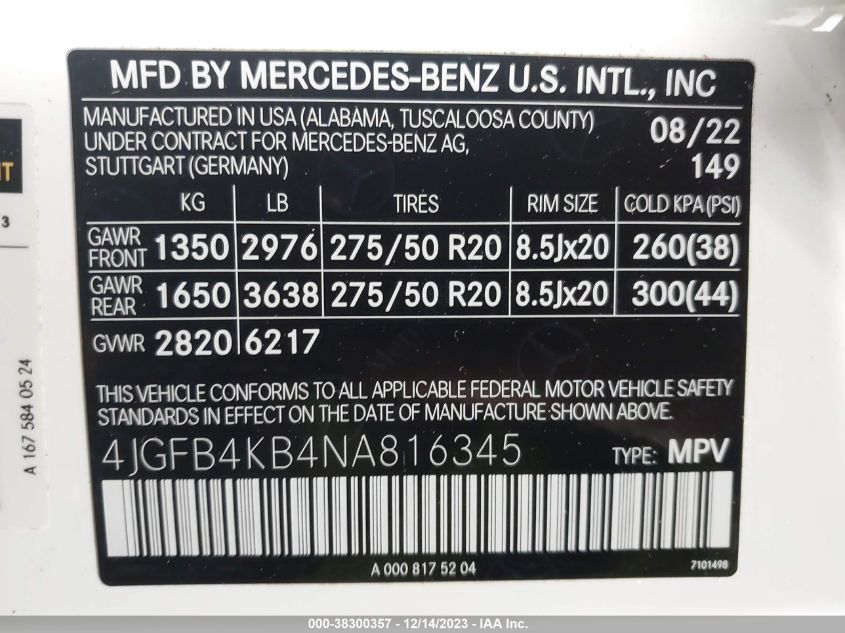 MFD BY MERCEDES-BENZ U.S. INTL., INC
MANUFACTURED IN USA (ALABAMA, TUSCALOOSA COUNTY)
UNDER CONTRACT FOR MERCEDES-BENZ AG,
STUTTGART (GERMANY)
08/22
149
KG LB TIRES RIM SIZE COLD KPA (PSI)
GAWR FRONT 1350 2976 275/50 R20 8.5Jx20 260(38)
GAWR REAR 1650 3638 275/50 R20 8.5Jx20 300(44)
GVWR 2820 6217
THIS VEHICLE CONFORMS TO ALL APPLICABLE FEDERAL MOTOR VEHICLE SAFETY
STANDARDS IN EFFECT ON THE DATE OF MANUFACTURE SHOWN ABOVE.
4JGFB4KB4NA816345 TYPE: MPV
A 000 817 52 04
7101498
A 167 584 05 24
3
000-38300357 - 12/14/2023 - IAA Inc.